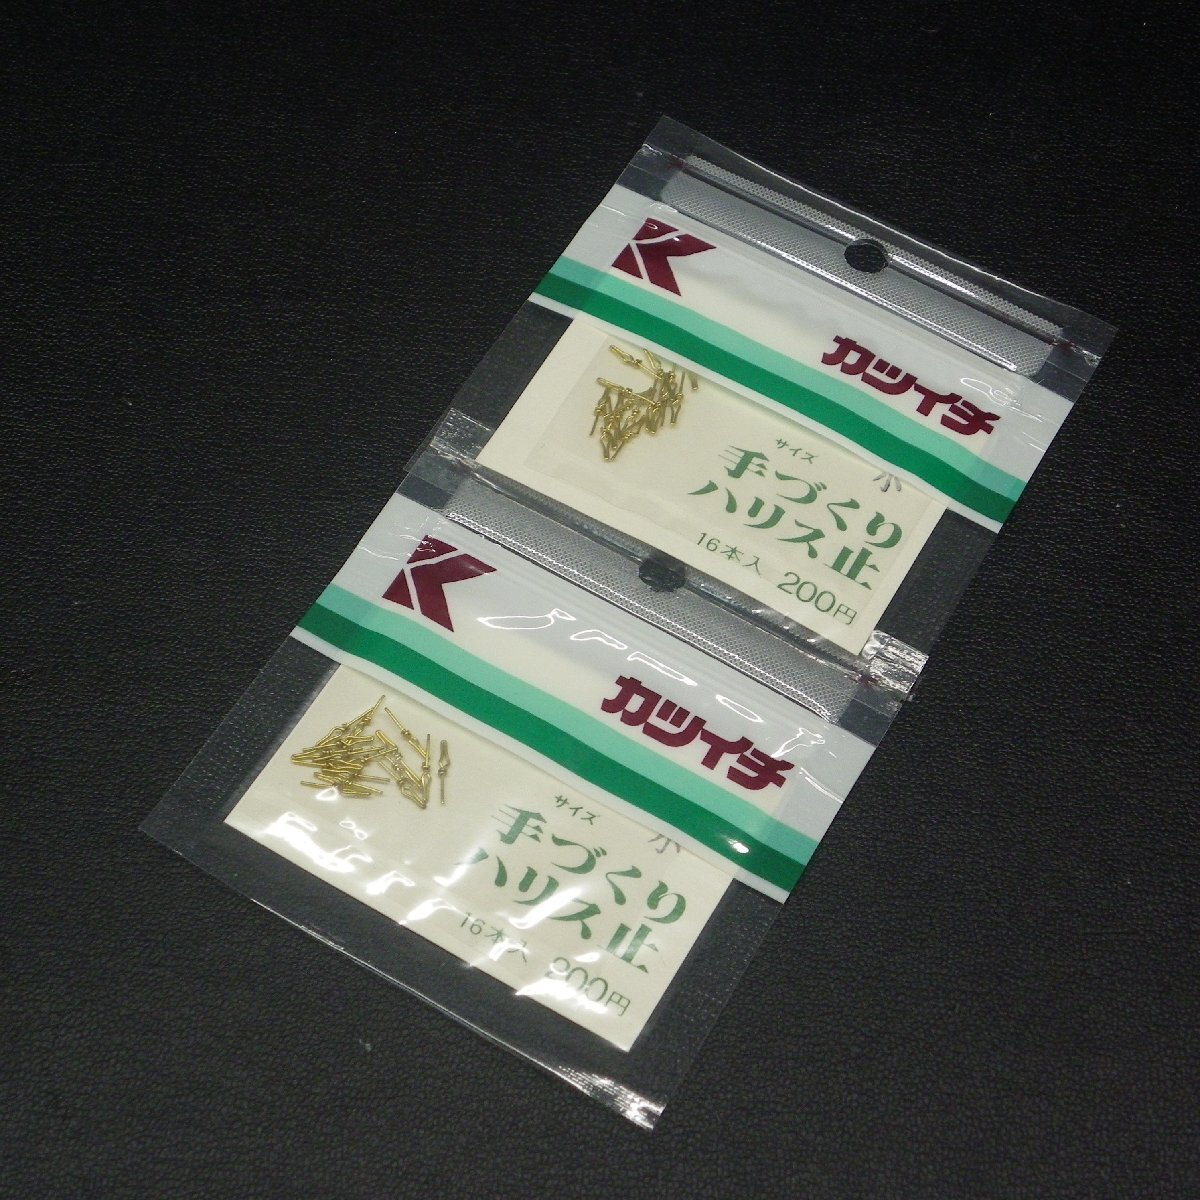 K
カツイチ
サイズ 小
手づくり
ハリス止
16本入 200円
K
カツイチ
サイズ 小
手づくり
ハリス止
16本入 200円